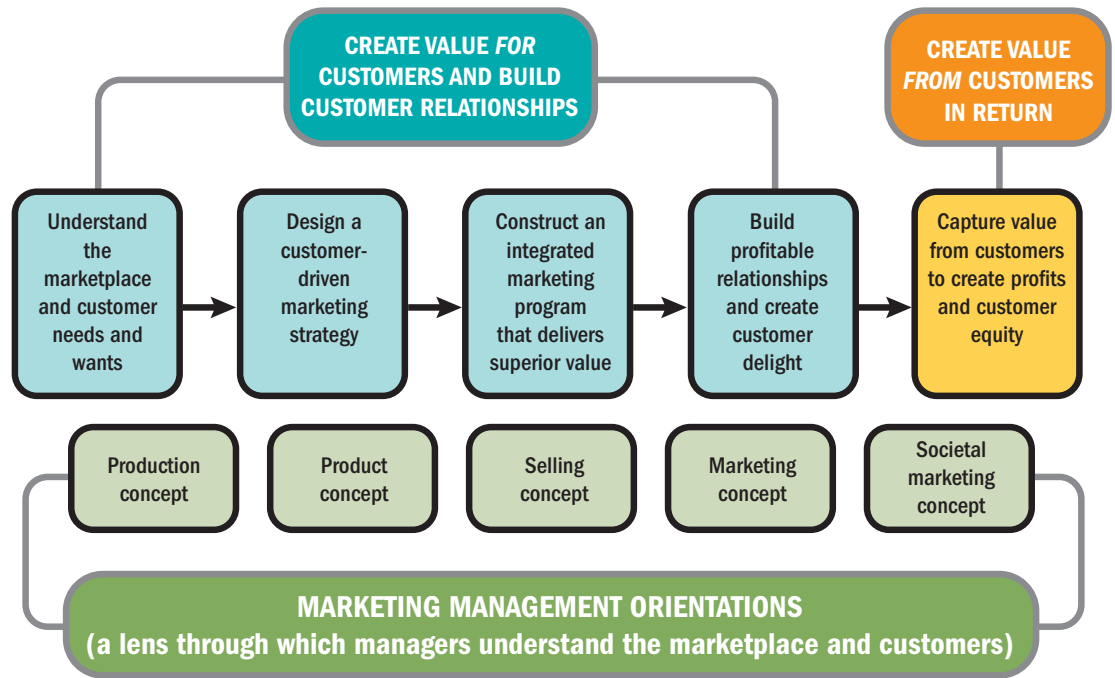 CREATE VALUE FOR
CUSTOMERS AND BUILD
CUSTOMER RELATIONSHIPS
CREATE VALUE
FROM CUSTOMERS
IN RETURN
Understand
the
marketplace
and customer
needs and
wants
Design a
customer-
driven
marketing
strategy
Construct an
integrated
marketing
program
that delivers
superior value
Build
profitable
relationships
and create
customer
delight
Capture value
from customers
to create profits
and customer
equity
Production
concept
Product
concept
Selling
concept
Marketing
concept
Societal
marketing
concept
MARKETING MANAGEMENT ORIENTATIONS
(a lens through which managers understand the marketplace and customers)